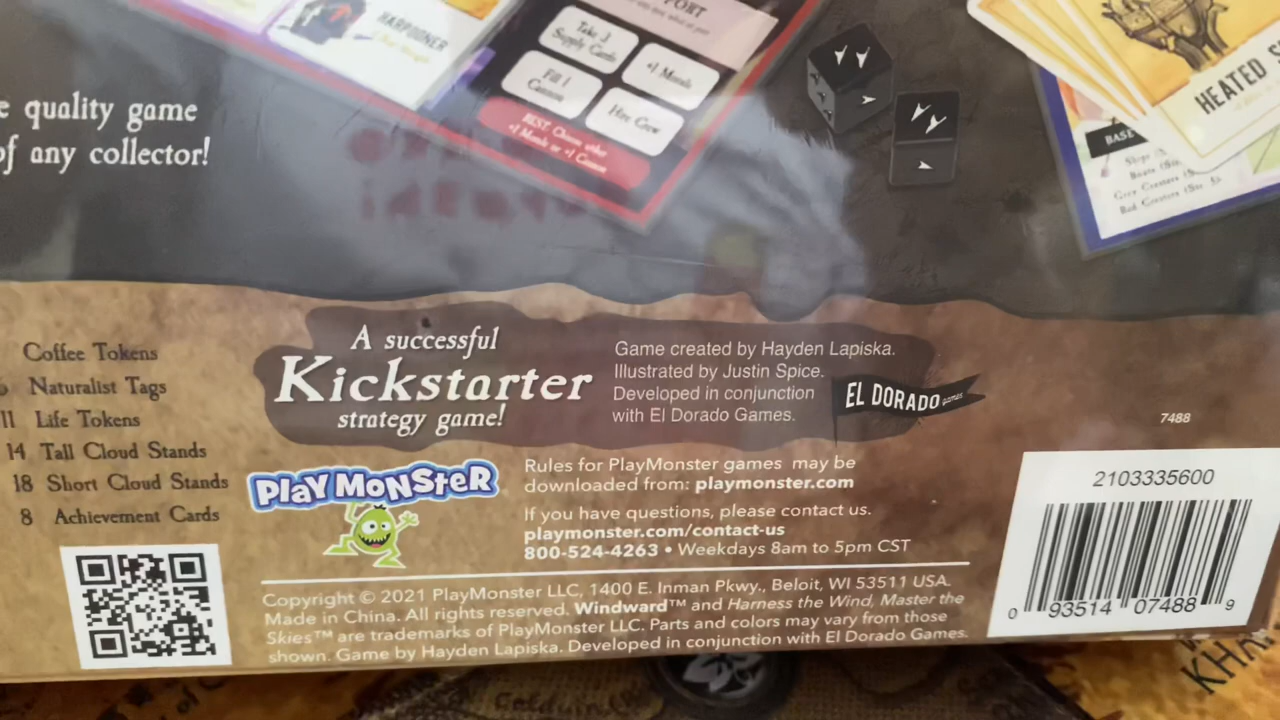 PORT
HARPOONER
Take 3
Supply Cards
+1 Morale
Fill 1
Cannon
Hire Crew
BEST: Choose other
+1 Morale or +1 Cannon
HEATED
BASE
e quality game
of any collector!
Coffee Tokens
Naturalist Tags
11 Life Tokens
14 Tall Cloud Stands
18 Short Cloud Stands
8 Achievement Cards
A successful
Kickstarter
strategy game!
Game created by Hayden Lapiska.
Illustrated by Justin Spice.
Developed in conjunction
with El Dorado Games.
EL DORADO games
7488
PLAYMONSTER
Rules for PlayMonster games may be
downloaded from: playmonster.com
If you have questions, please contact us.
playmonster.com/contact-us
800-524-4263 • Weekdays 8am to 5pm CST
Copyright © 2021 PlayMonster LLC, 1400 E. Inman Pkwy., Beloit, WI 53511 USA.
Made in China. All rights reserved. Windward™ and Harness the Wind, Master the
Skies™ are trademarks of PlayMonster LLC. Parts and colors may vary from those
shown. Game by Hayden Lapiska. Developed in conjunction with El Dorado Games.
2103335600
0 93514 07488 9